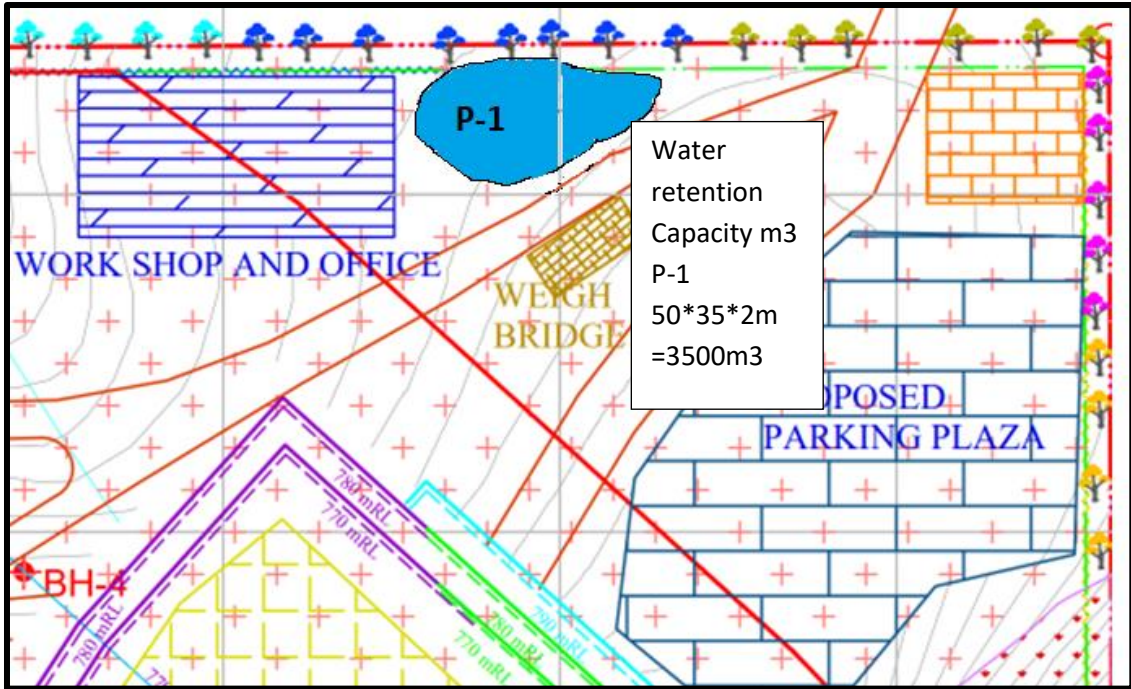 P-1
Water
retention
Capacity m3
P-1
50*35*2m
=3500m3
WORK SHOP AND OFFICE
WEIGH
BRIDGE
OPOSED
PARKING PLAZA
780 mRL
770 mRL
790 mRL
780 mRL
770 mRL
BH-4
780 mRL
770